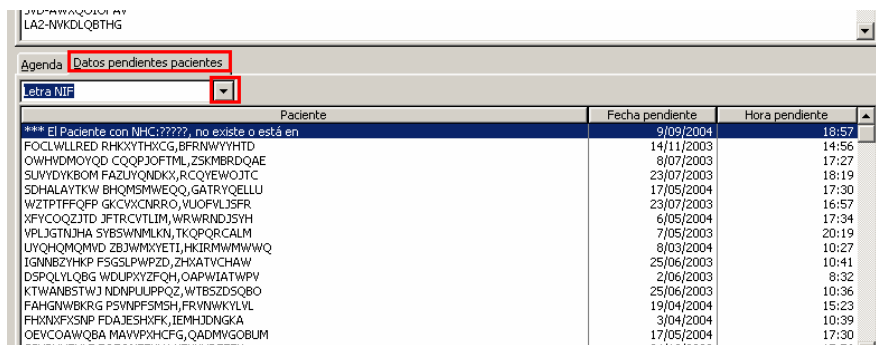 LA2-NVKDLQBTHG
Agenda Datos pendientes pacientes
Letra NIF
Paciente Fecha pendiente Hora pendiente
*** El Paciente con NHC:?????, no existe o está en 9/09/2004 18:57
FOCLWLLRED RHKXYTHXCG,BFRNWYYHTD 14/11/2003 14:56
OWHVDMOYQD CQQPJOFTML,ZSKMBRDQAE 8/07/2003 17:27
SUVYDYKBOM FAZUYQNDKX,RCQYEWOJTC 23/07/2003 18:19
SDHALAYTKW BHQMSMWEQQ,GATRYQELLU 17/05/2004 17:30
WZTPTFFQFP GKCVXCNRRO,VUOFVLJSFR 23/07/2003 16:57
XFYCOQZJTD JFTRCVTLIM,WRWRNDJSYH 6/05/2004 17:34
VPLJGTNJHA SYBSWNMLKN,TKQPQRCALM 7/05/2003 20:19
UYQHQMQMVD ZBJWMXYETI,HKIRMWMWWQ 8/03/2004 10:27
IGNNBZYHKP FSGSLPWPZD,ZHXATVCHAW 25/06/2003 10:41
DSPQLYLQBG WDUPXYZFQH,OAPWIATWPV 2/06/2003 8:32
KTWANBSTWJ NDNPUUPPQZ,WTBSZDSQBO 25/06/2003 10:36
FAHGNWBKRG PSVNPFSMSH,FRVNWKYLVL 19/04/2004 15:23
FHXNXFXSNP FDAJESHXFK,IEMHJDNGKA 3/04/2004 10:39
OEVCOAWQBA MAVVPXHCFG,QADMVGOBUM 17/05/2004 17:30